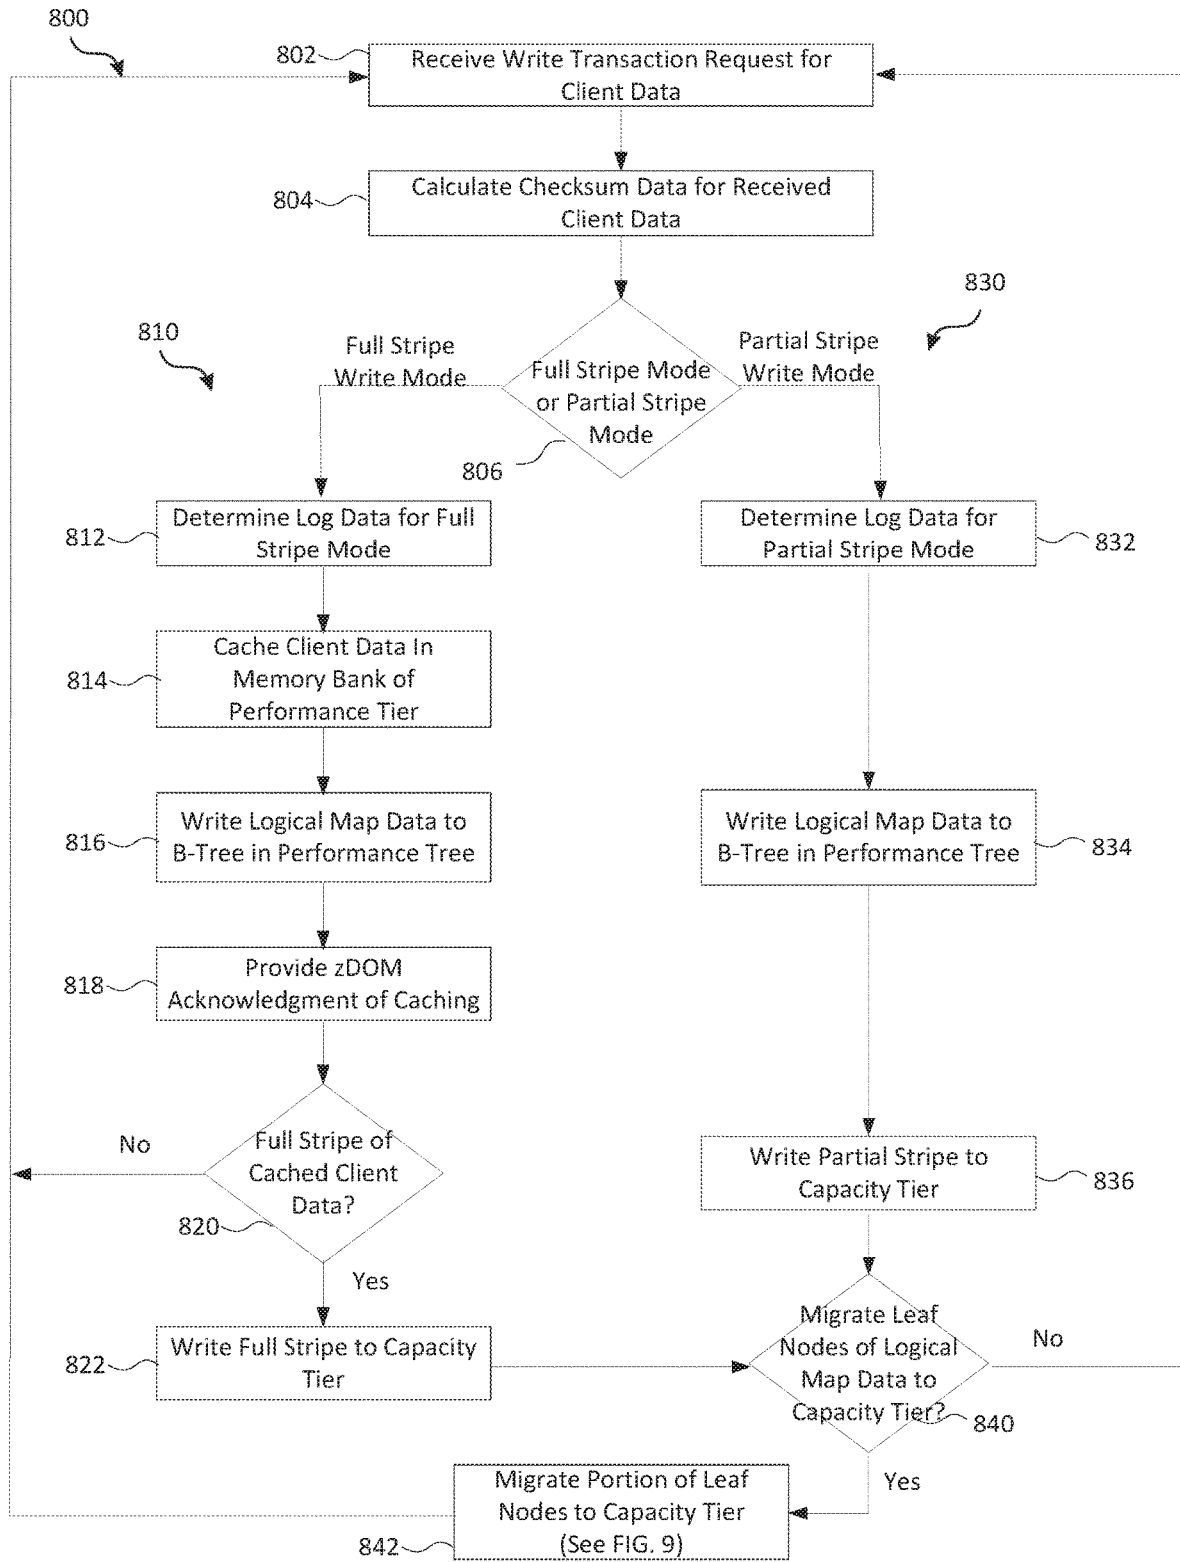 800
802
Receive Write Transaction Request for
Client Data
804
Calculate Checksum Data for Received
Client Data
830
810
Full Stripe
Write Mode
Partial Stripe
Write Mode
Full Stripe Mode
or Partial Stripe
Mode
806
812
Determine Log Data for Full
Stripe Mode
Determine Log Data for
Partial Stripe Mode
832
814
Cache Client Data In
Memory Bank of
Performance Tier
816
Write Logical Map Data to
B-Tree in Performance Tree
Write Logical Map Data to
B-Tree in Performance Tree
834
818
Provide zDOM
Acknowledgment of Caching
No
Full Stripe of
Cached Client
Data?
820
Yes
Write Partial Stripe to
Capacity Tier
836
822
Write Full Stripe to Capacity
Tier
Migrate Leaf
Nodes of Logical
Map Data to
Capacity Tier?
840
No
Yes
Migrate Portion of Leaf
Nodes to Capacity Tier
(See FIG. 9)
842